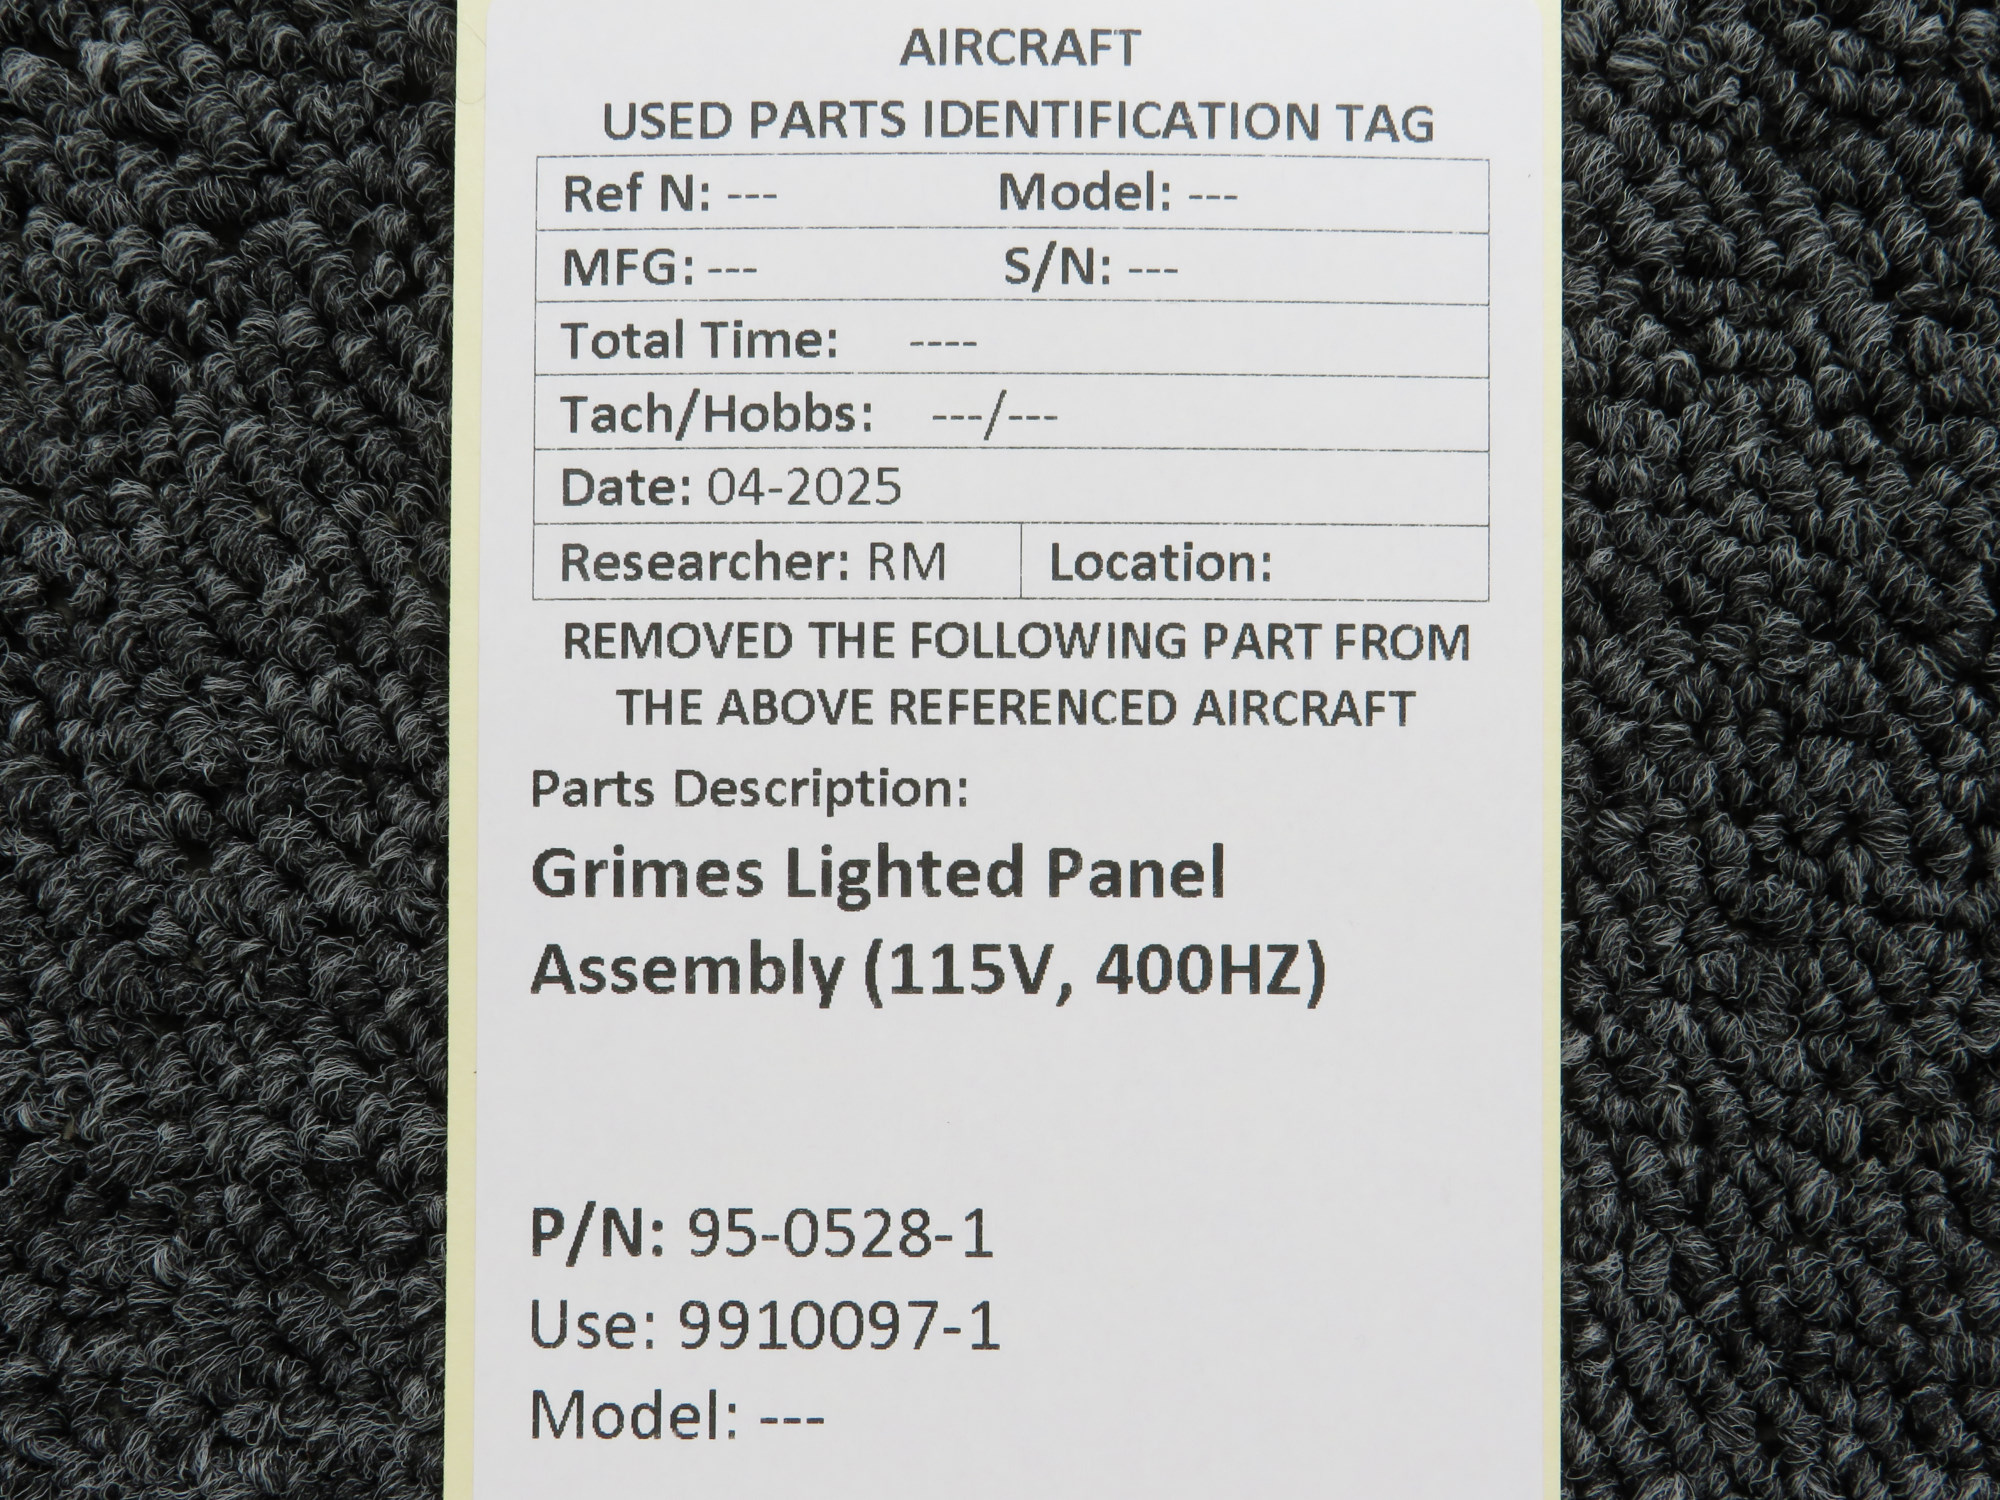 AIRCRAFT
USED PARTS IDENTIFICATION TAG
Ref N: --- Model: ---
MFG: --- S/N: ---
Total Time: ----
Tach/Hobbs: ---/---
Date: 04-2025
Researcher: RM Location:
REMOVED THE FOLLOWING PART FROM
THE ABOVE REFERENCED AIRCRAFT
Parts Description:
Grimes Lighted Panel
Assembly (115V, 400HZ)
P/N: 95-0528-1
Use: 9910097-1
Model: ---